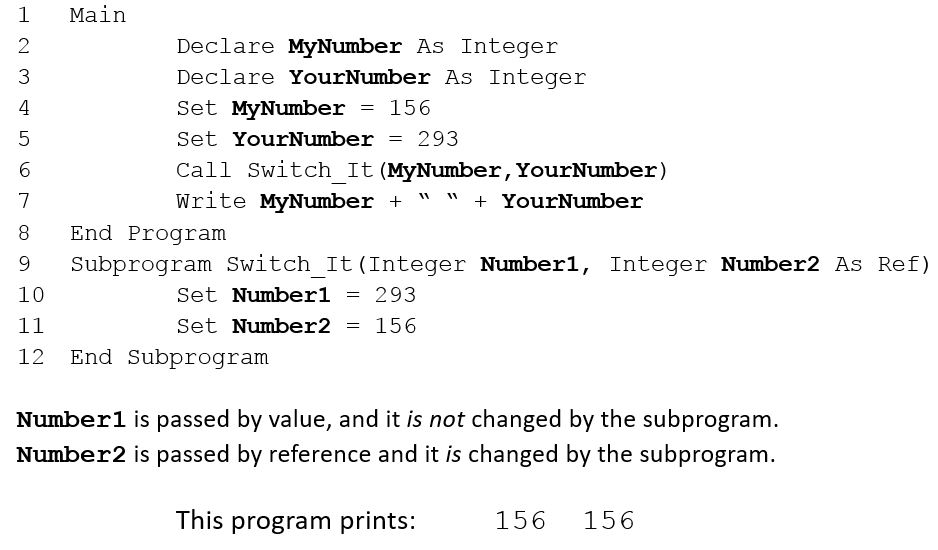 1 Main
2 Declare MyNumber As Integer
3 Declare YourNumber As Integer
4 Set MyNumber = 156
5 Set YourNumber = 293
6 Call Switch_It(MyNumber,YourNumber)
7 Write MyNumber + “ “ + YourNumber
8 End Program
9 Subprogram Switch_It(Integer Number1, Integer Number2 As Ref)
10 Set Number1 = 293
11 Set Number2 = 156
12 End Subprogram
Number1 is passed by value, and it is not changed by the subprogram.
Number2 is passed by reference and it is changed by the subprogram.
This program prints: 156 156